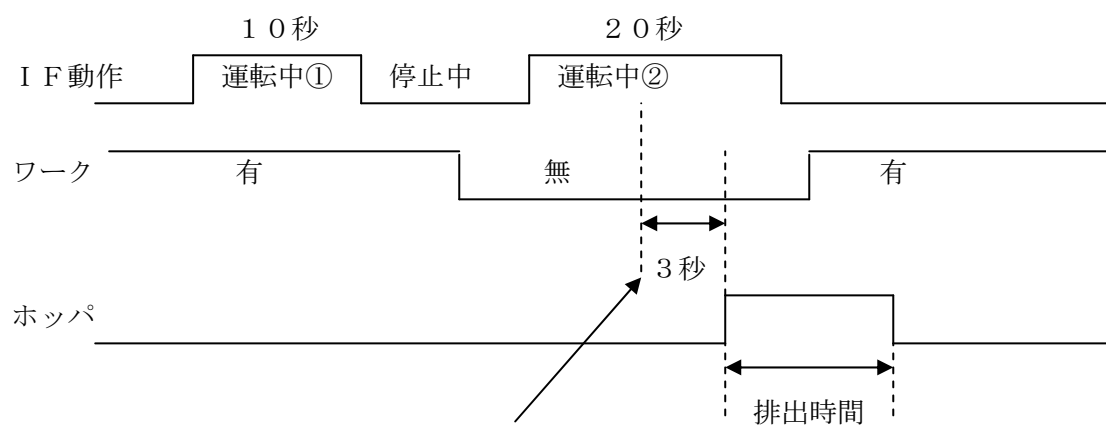 １０秒 ２０秒
ＩＦ動作 運転中① 停止中 運転中②
ワーク 有 無 有
３秒
ホッパ
排出時間